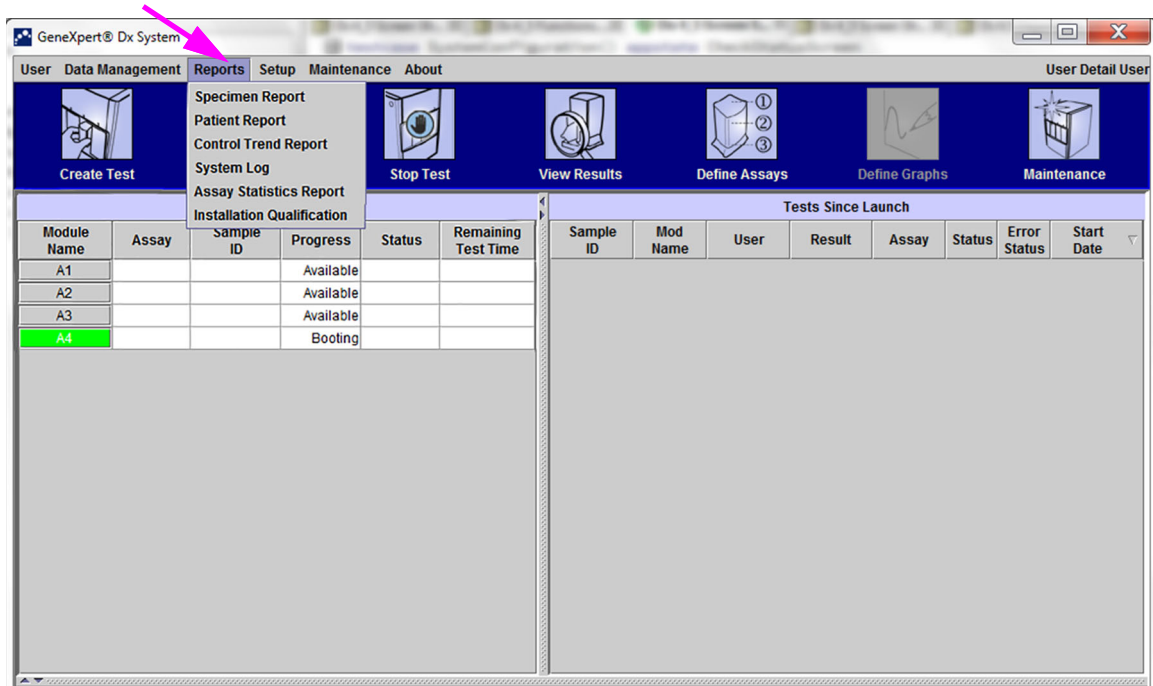 GeneXpert® Dx System
User Data Management Reports Setup Maintenance About User Detail User
Specimen Report
Patient Report
Control Trend Report
System Log
Assay Statistics Report
Installation Qualification
Create Test Stop Test View Results Define Assays Define Graphs Maintenance
Tests Since Launch
Module Name Assay Sample ID Progress Status Remaining Test Time
Sample ID Mod Name User Result Assay Status Error Status Start Date
A1 Available
A2 Available
A3 Available
A4 Booting